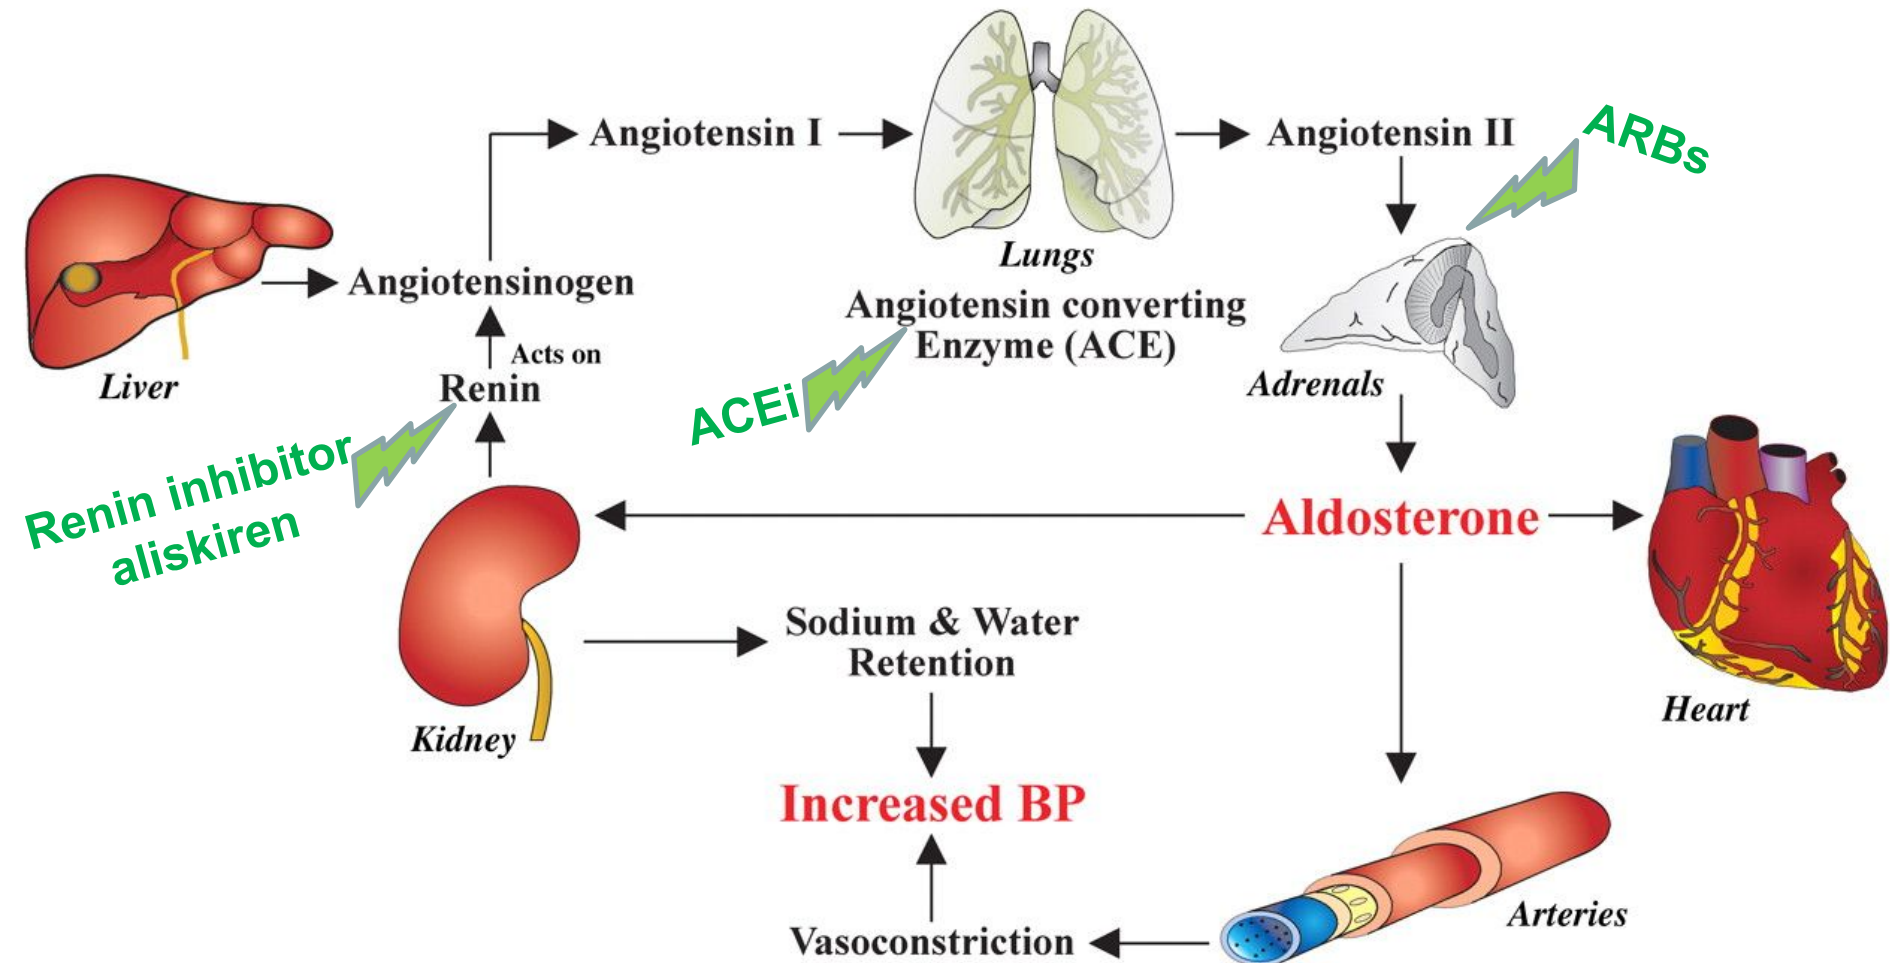 Angiotensin I
Angiotensin II
ARBs
Lungs
Angiotensinogen
Angiotensin converting
Enzyme (ACE)
Acts on
Renin
Liver
ACEi
Adrenals
Renin inhibitor
aliskiren
Aldosterone
Sodium & Water
Retention
Kidney
Heart
Increased BP
Arteries
Vasoconstriction